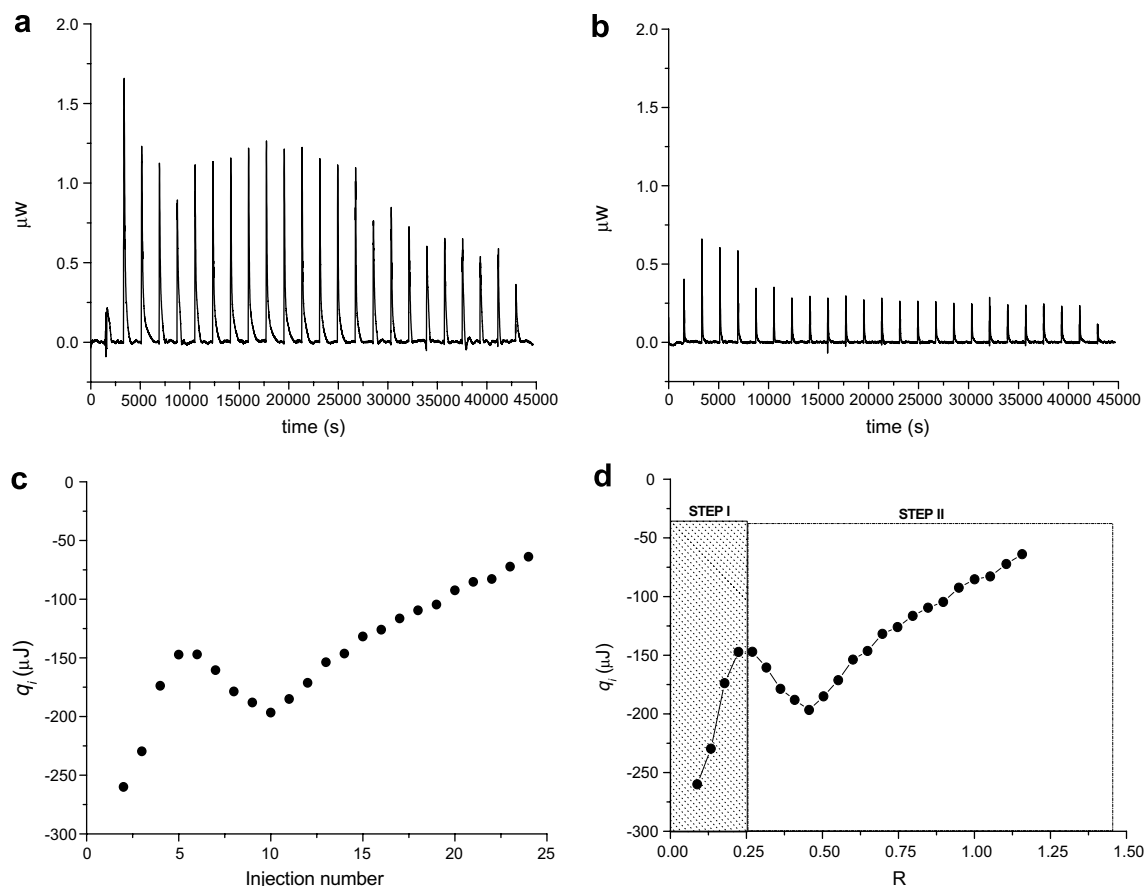 a
2.0
1.5
1.0
0.5
0.0
μW
0 5000 10000 15000 20000 25000 30000 35000 40000 45000
time (s)
b
2.0
1.5
1.0
0.5
0.0
μW
0 5000 10000 15000 20000 25000 30000 35000 40000 45000
time (s)
c
0
-50
-100
-150
-200
-250
-300
qi (μJ)
0 5 10 15 20 25
Injection number
d
0
-50
-100
-150
-200
-250
-300
qi (μJ)
STEP I
STEP II
0.00 0.25 0.50 0.75 1.00 1.25 1.50
R